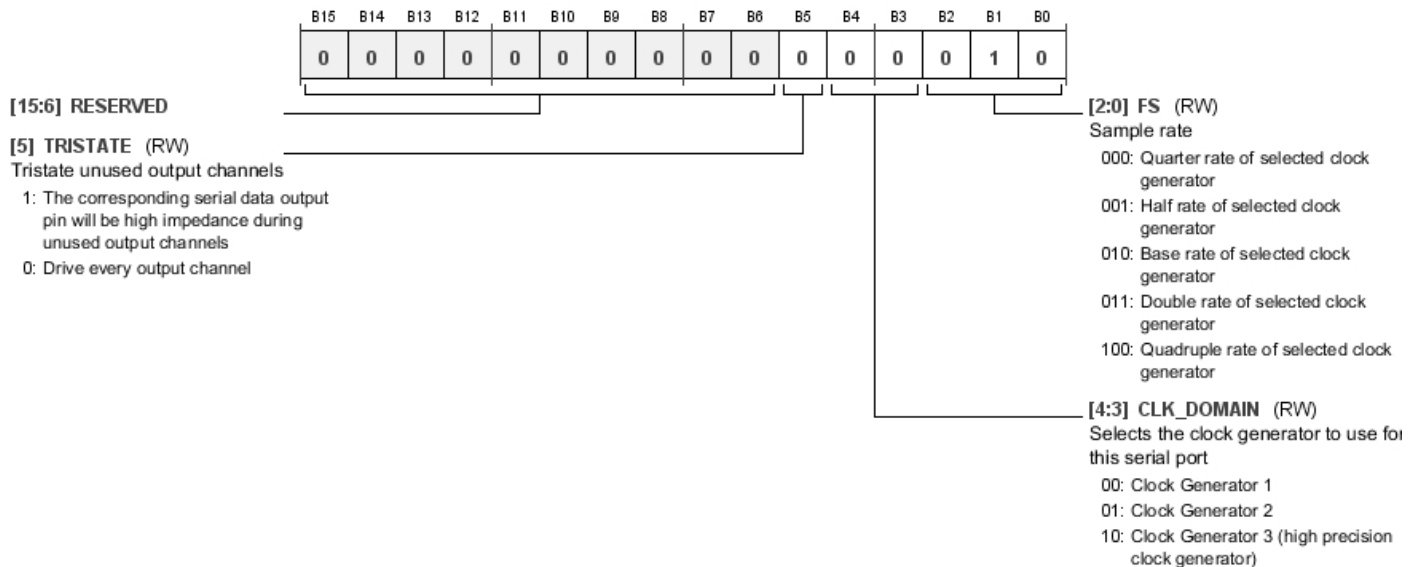 B15 B14 B13 B12 B11 B10 B9 B8 B7 B6 B5 B4 B3 B2 B1 B0
0 0 0 0 0 0 0 0 0 0 0 0 0 0 1 0
[15:6] RESERVED
[5] TRISTATE (RW)
Tristate unused output channels
1: The corresponding serial data output
pin will be high impedance during
unused output channels
0: Drive every output channel
[2:0] FS (RW)
Sample rate
000: Quarter rate of selected clock
generator
001: Half rate of selected clock
generator
010: Base rate of selected clock
generator
011: Double rate of selected clock
generator
100: Quadruple rate of selected clock
generator
[4:3] CLK_DOMAIN (RW)
Selects the clock generator to use for
this serial port
00: Clock Generator 1
01: Clock Generator 2
10: Clock Generator 3 (high precision
clock generator)